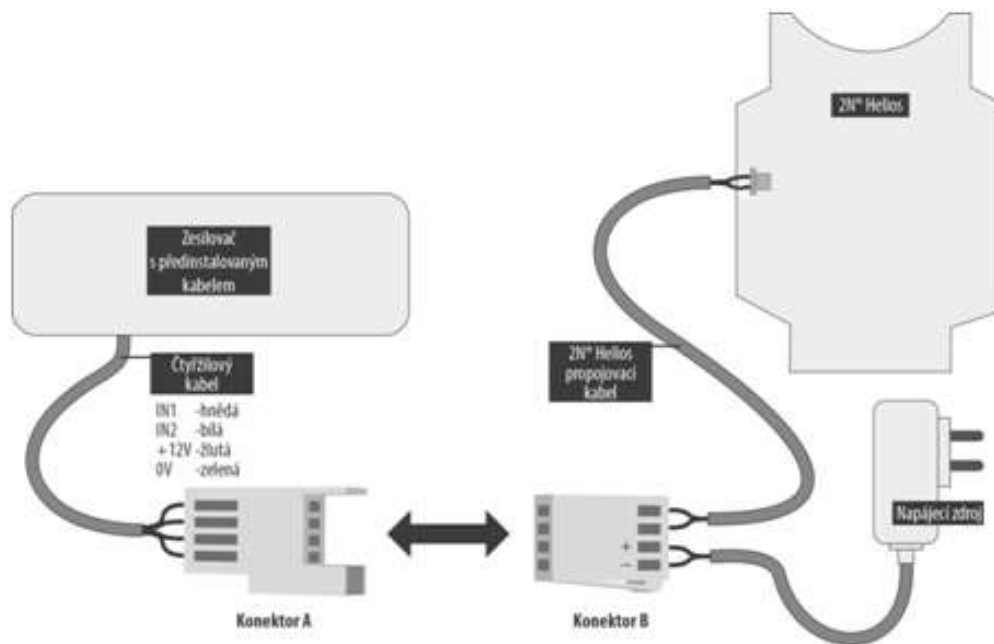 2N® Helios
Zesilovač
s předinstalovaným
kabelem
Čtyřžilový
kabel
IN1 -hnědá
IN2 -bílá
+12V -žlutá
0V -zelená
2N® Helios
propojovací
kabel
Napájecí zdroj
+
−
Konektor A
Konektor B